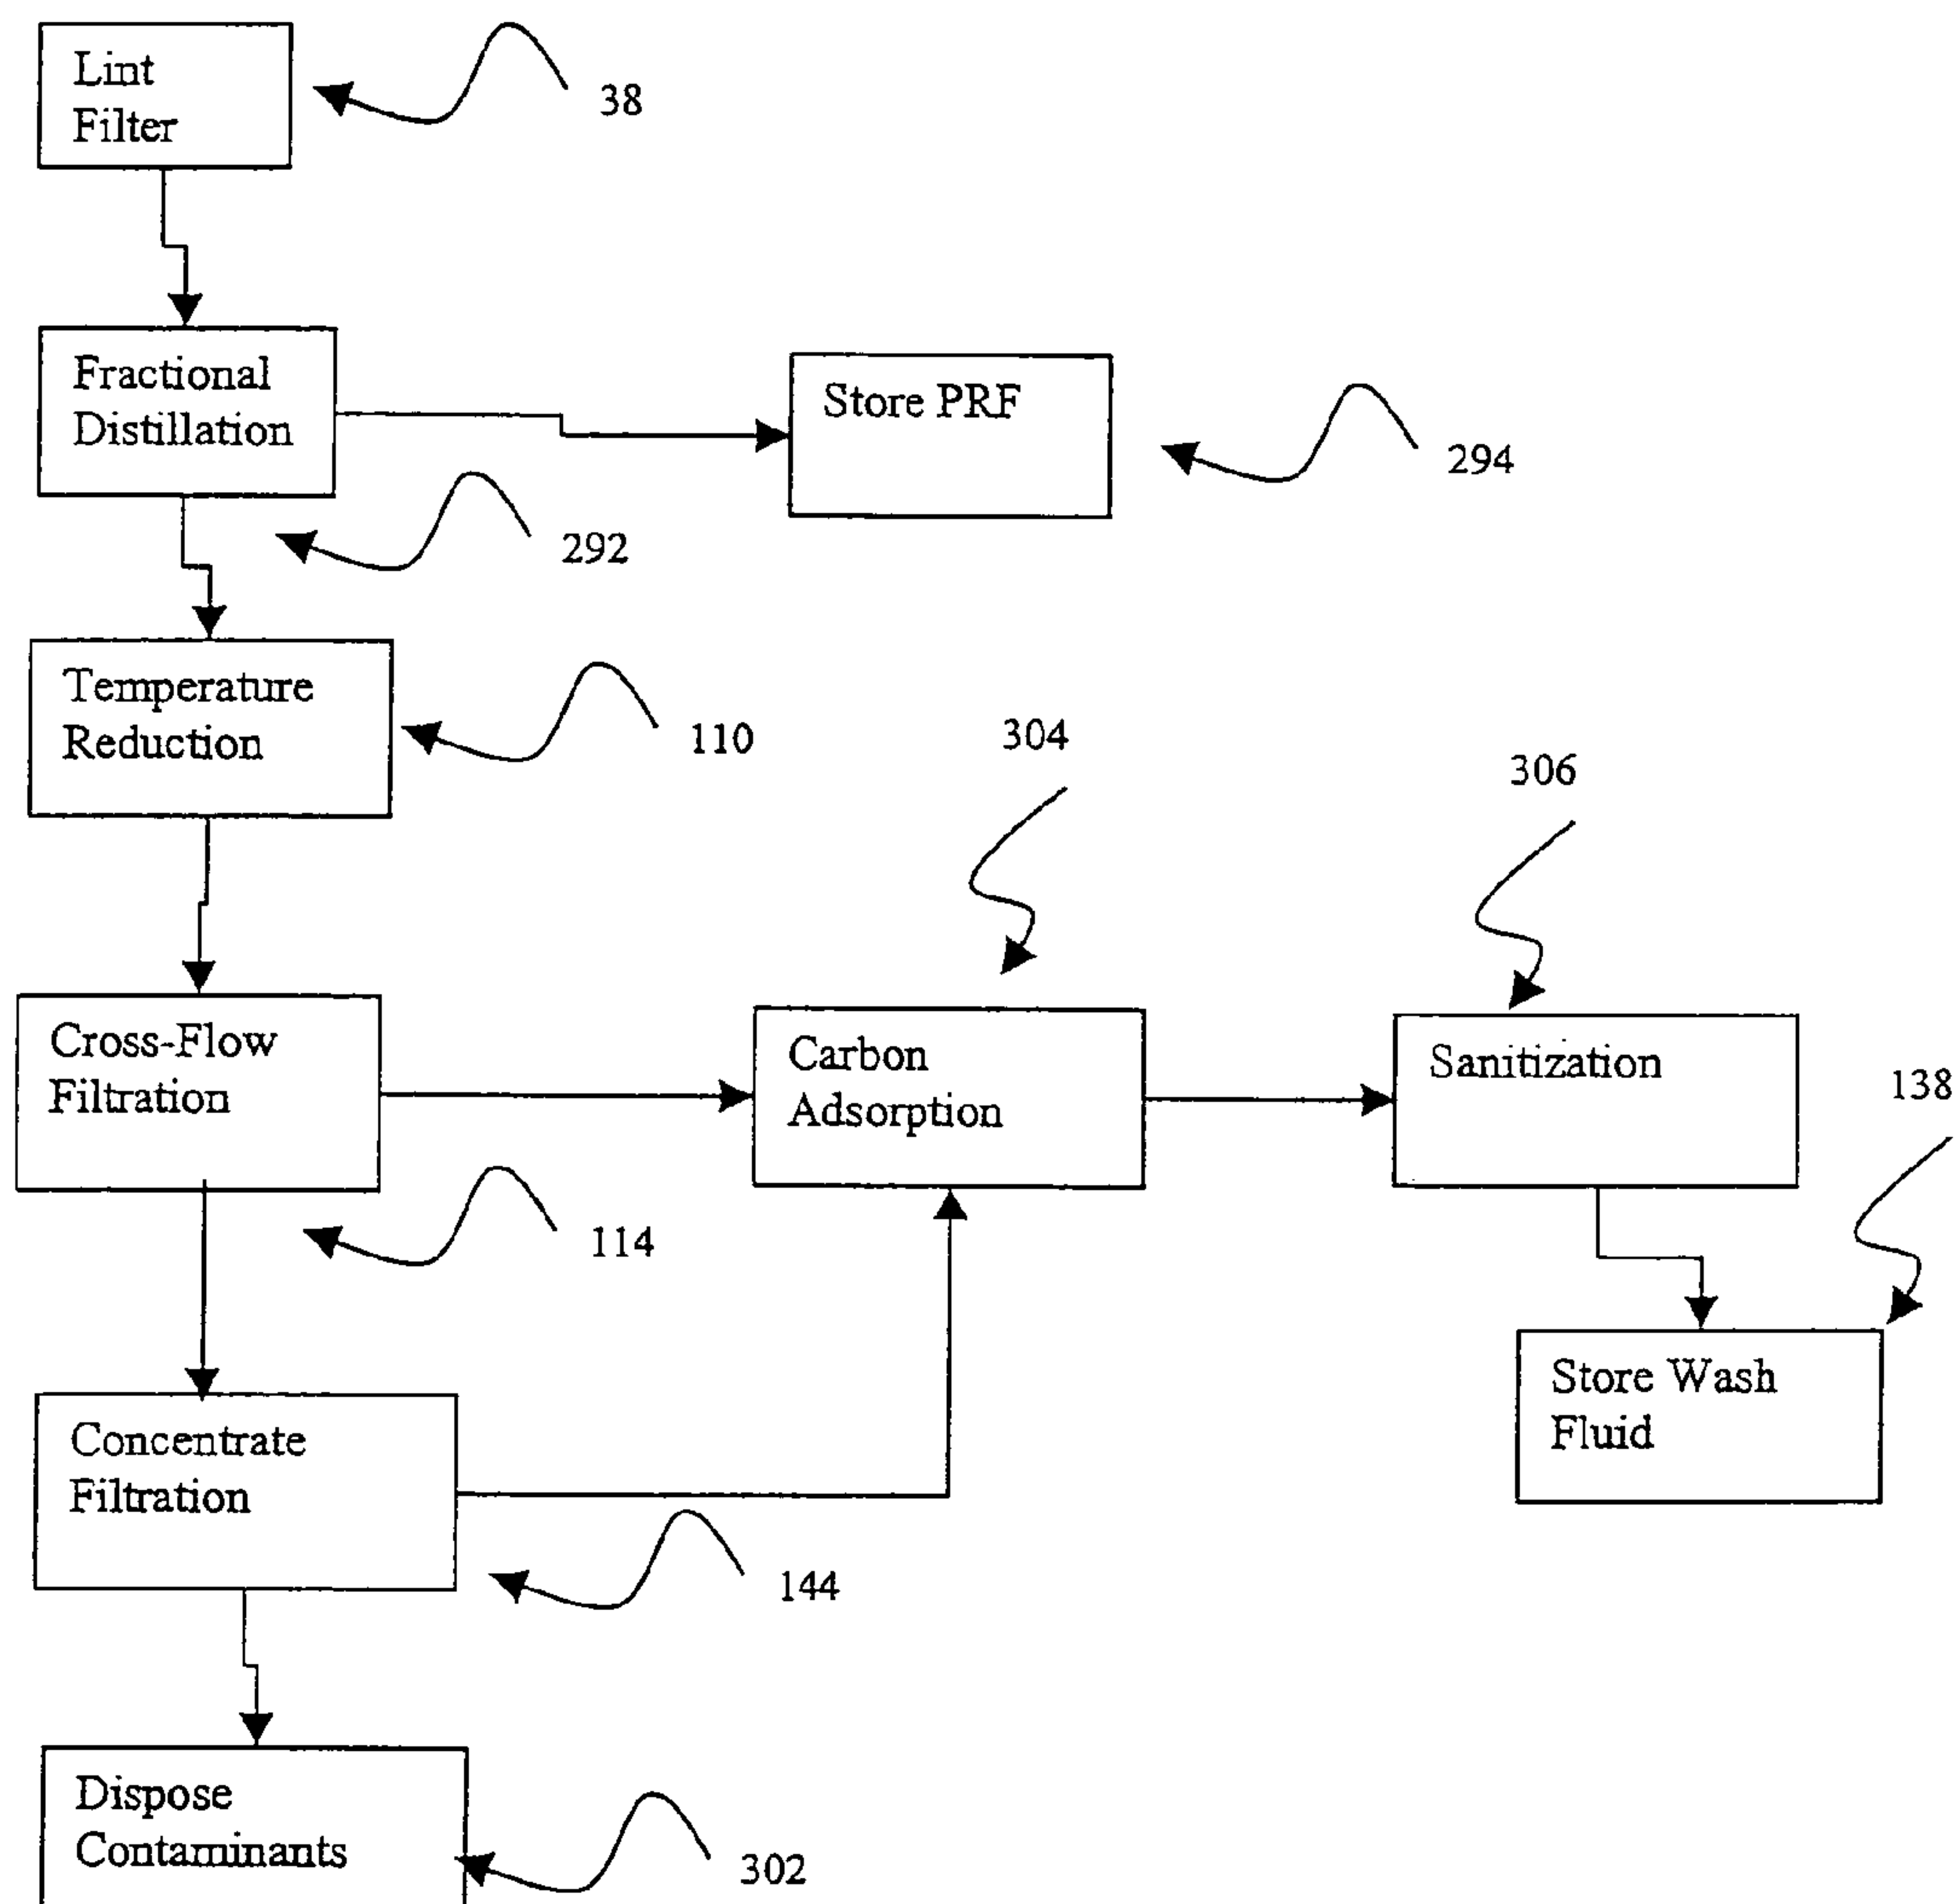 Lint
Filter
38
Fractional
Distillation
Store PRF
294
292
Temperature
Reduction
110
304
306
Cross-Flow
Filtration
Carbon
Adsorption
Sanitization
138
114
Store Wash
Fluid
Concentrate
Filtration
144
Dispose
Contaminants
302